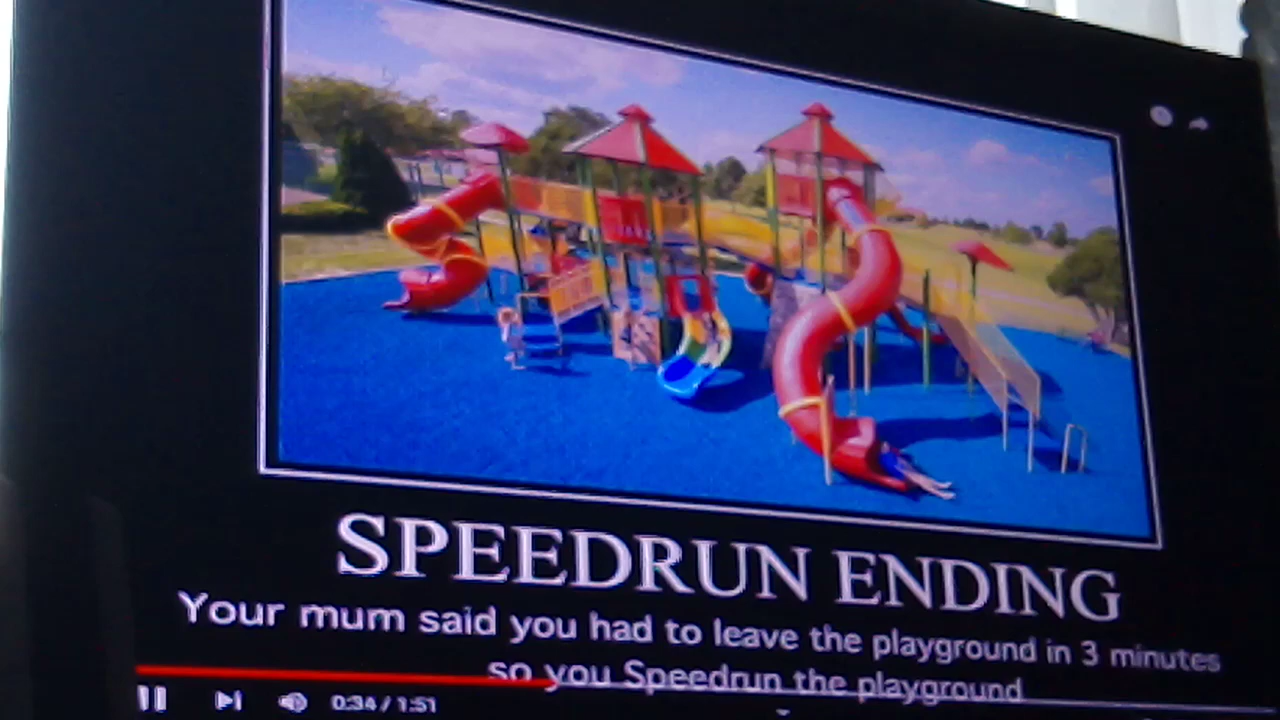 SPEEDRUN ENDING
Your mum said you had to leave the playground in 3 minutes
so you Speedrun the playground
0:34 / 1:51